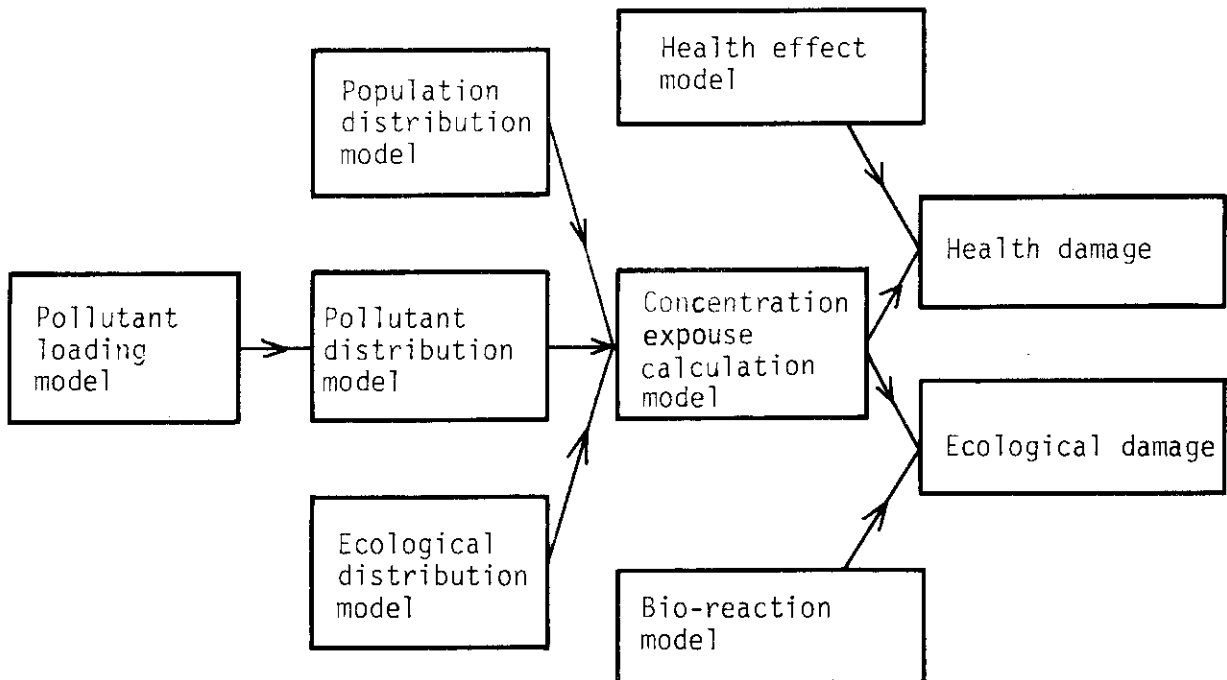 Health effect
model
Population
distribution
model
Health damage
Pollutant
loading
model
Pollutant
distribution
model
Concentration
expouse
calculation
model
Ecological damage
Ecological
distribution
model
Bio-reaction
model